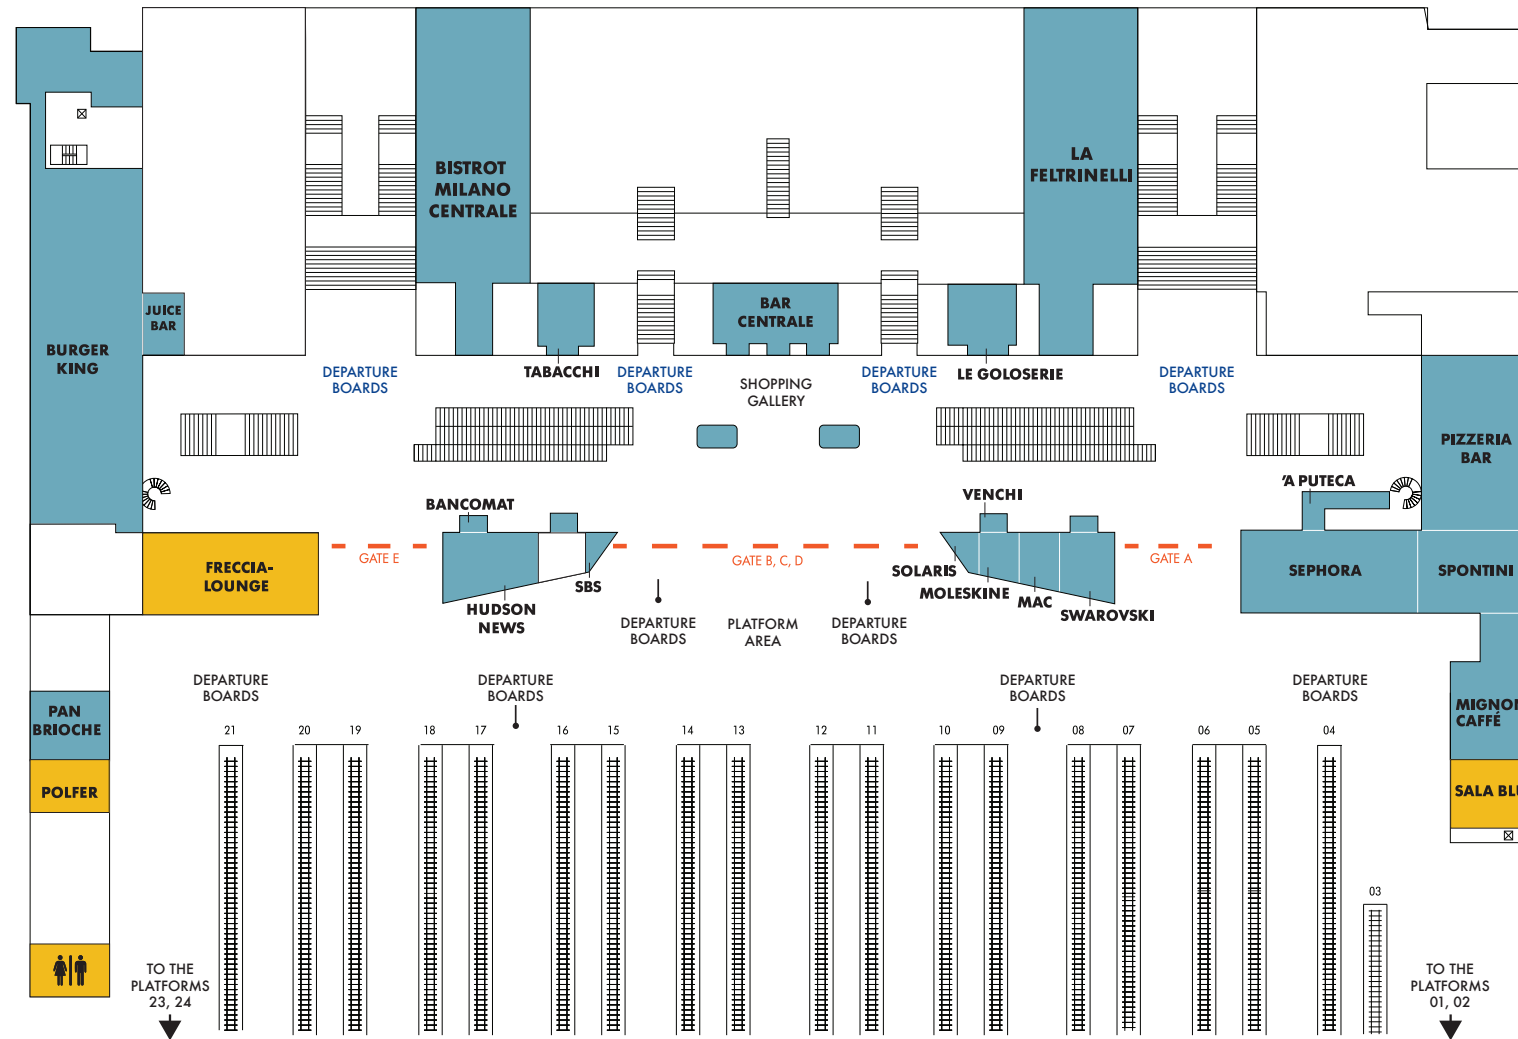 BISTROT
MILANO
CENTRALE
LA
FELTRINELLI
JUICE
BAR
BAR
CENTRALE
BURGER
KING
DEPARTURE
BOARDS
TABACCHI
DEPARTURE
BOARDS
SHOPPING
GALLERY
DEPARTURE
BOARDS
LE GOLOSERIE
DEPARTURE
BOARDS
PIZZERIA
BAR
'A PUTECA
BANCOMAT
VENCHI
GATE E
GATE B, C, D
GATE A
FRECCIA-
LOUNGE
SBS
HUDSON
NEWS
SOLARIS
MOLESKINE
MAC
SWAROVSKI
SEPHORA
SPONTINI
DEPARTURE
BOARDS
PLATFORM
AREA
DEPARTURE
BOARDS
DEPARTURE
BOARDS
DEPARTURE
BOARDS
DEPARTURE
BOARDS
DEPARTURE
BOARDS
PAN
BRIOCHE
MIGNON
CAFFÉ
21
20
19
18
17
16
15
14
13
12
11
10
09
08
07
06
05
04
POLFER
SALA BLU
03
TO THE
PLATFORMS
23, 24
TO THE
PLATFORMS
01, 02